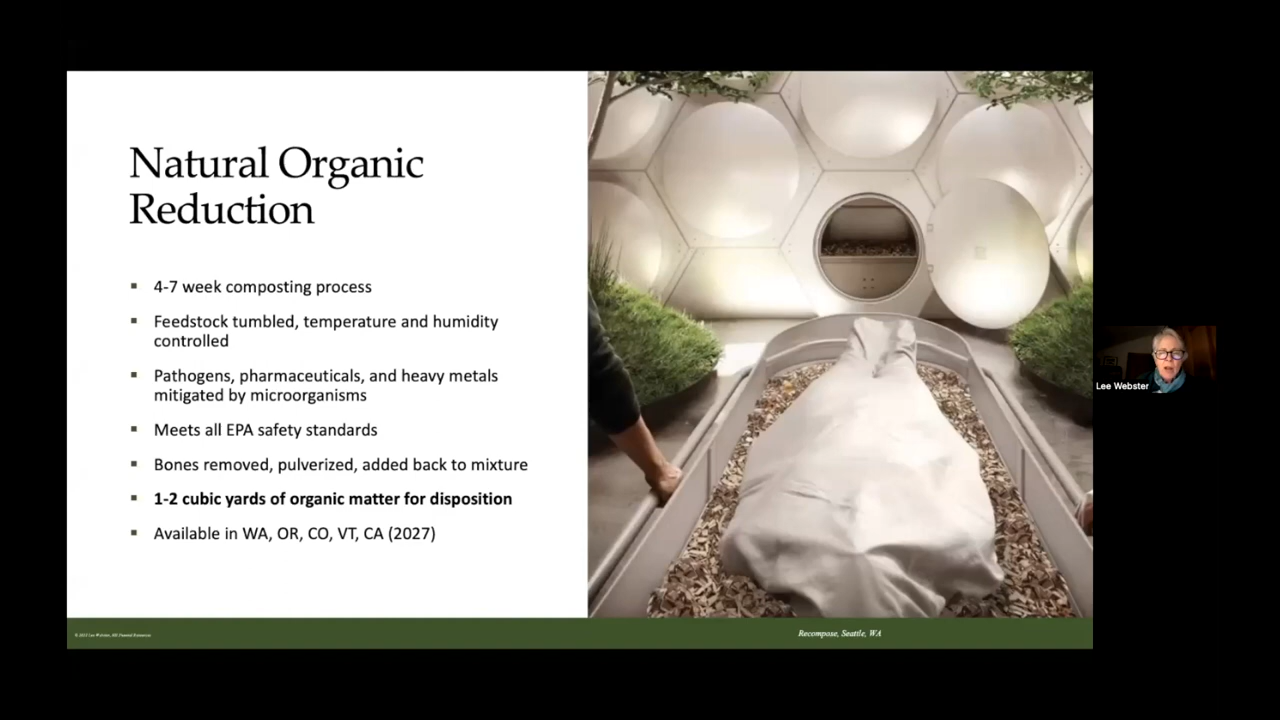 Natural Organic
Reduction
▪ 4-7 week composting process
▪ Feedstock tumbled, temperature and humidity
controlled
▪ Pathogens, pharmaceuticals, and heavy metals
mitigated by microorganisms
▪ Meets all EPA safety standards
▪ Bones removed, pulverized, added back to mixture
▪ 1-2 cubic yards of organic matter for disposition
▪ Available in WA, OR, CO, VT, CA (2027)
Lee Webster
Recompose, Seattle, WA